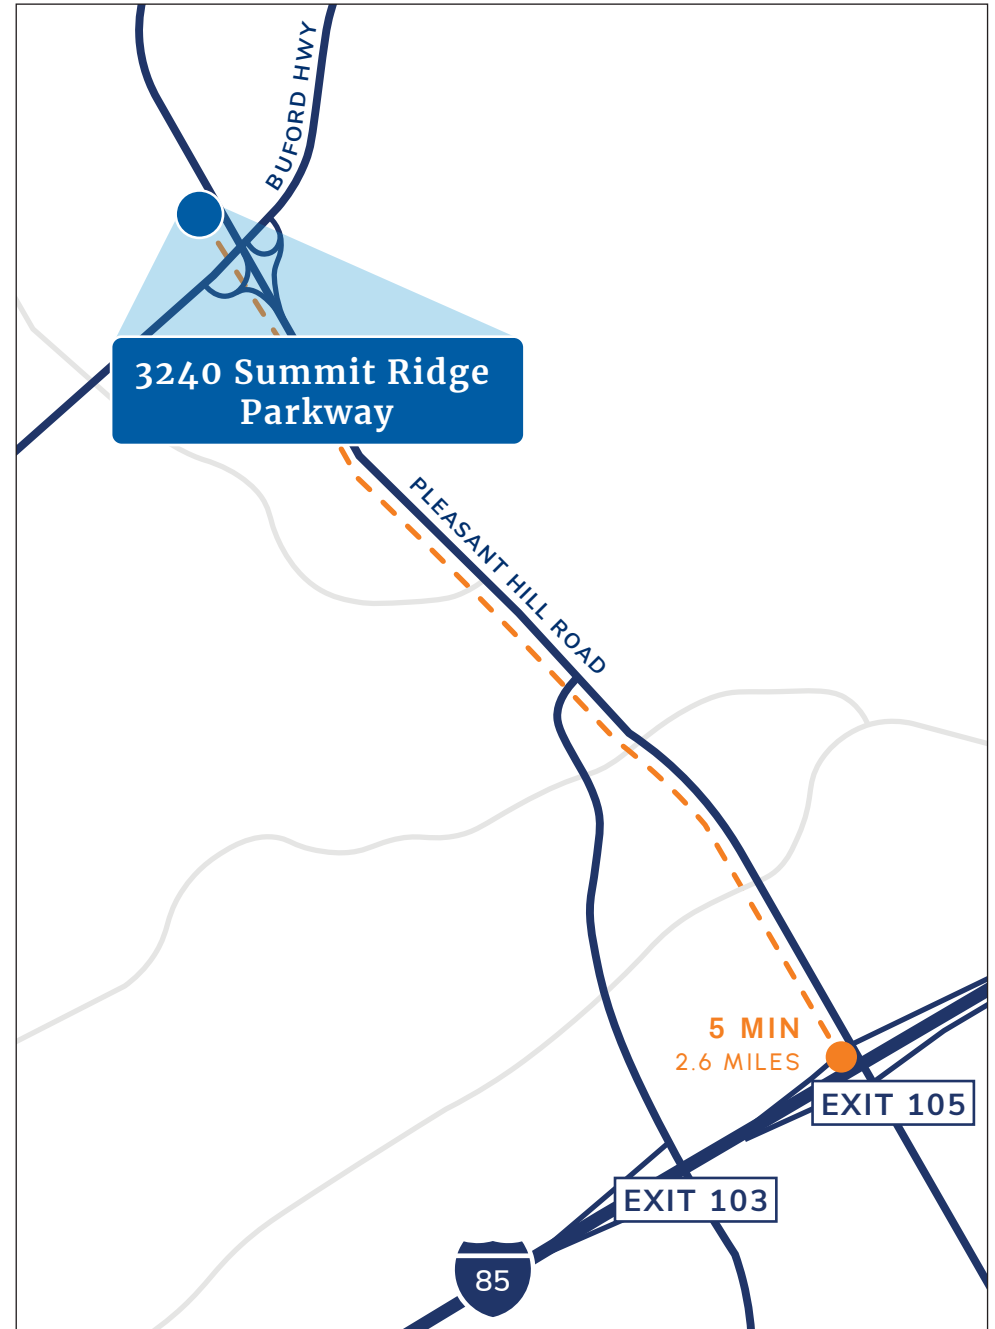 BUFORD HWY
3240 Summit Ridge
Parkway
PLEASANT HILL ROAD
5 MIN
2.6 MILES
EXIT 105
EXIT 103
85